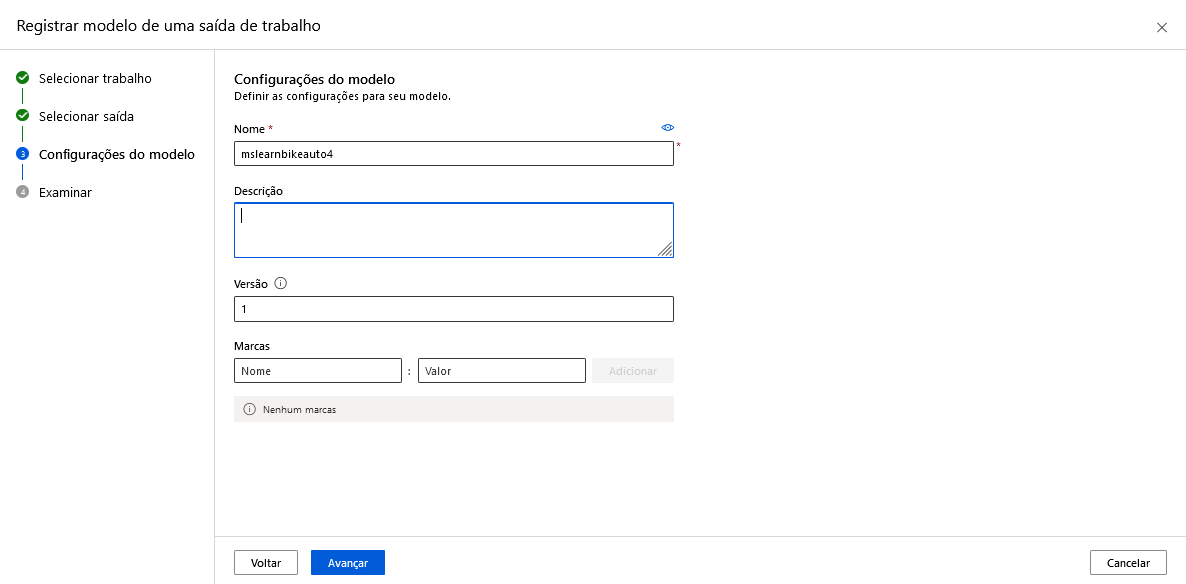 Registrar modelo de uma saída de trabalho
Selecionar trabalho
Selecionar saída
3 Configurações do modelo
4 Examinar
Configurações do modelo
Definir as configurações para seu modelo.
Nome *
mslearnbikeauto4 *
Descrição
Versão
1
Marcas
Nome : Valor Adicionar
Nenhum marcas
Voltar Avançar Cancelar